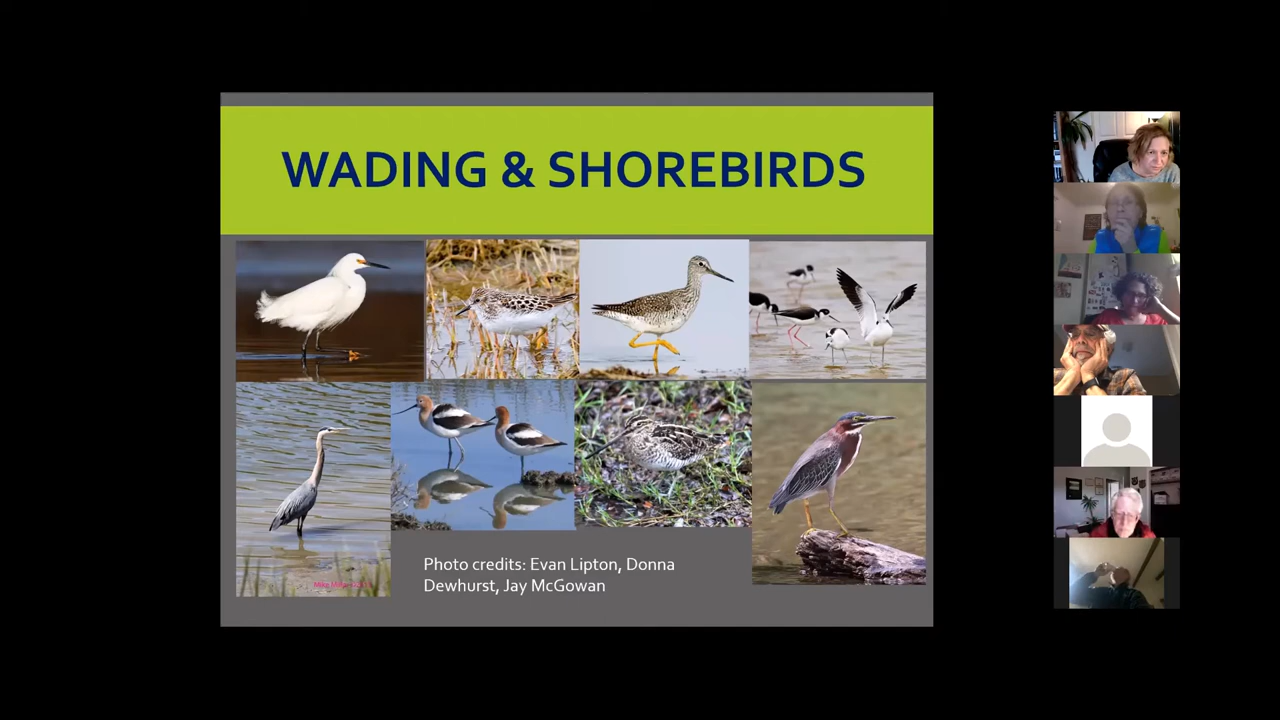 WADING & SHOREBIRDS
Photo credits: Evan Lipton, Donna
Dewhurst, Jay McGowan